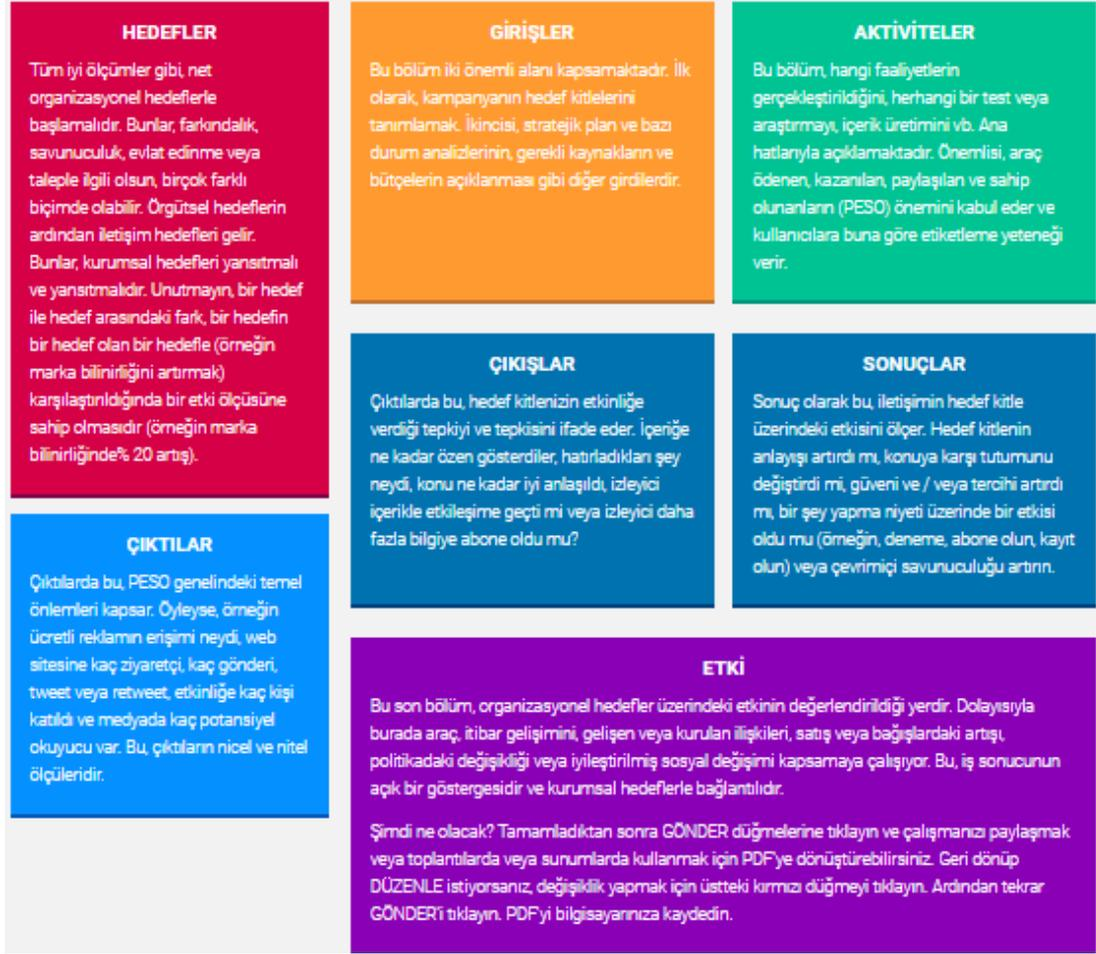 HEDEFLER
Tüm iyi ölçümler gibi, net
organizasyonel hedeflerle
başlamalıdır. Bunlar, farkındalık,
savunuculuk, evlat edinme veya
taleple ilgili olsun, birçok farklı
biçimde olabilir. Örgütsel hedeflerin
ardından iletişim hedefleri gelir.
Bunlar, kurumsal hedefleri yansıtmalı
ve yansıtmalıdır. Unutmayın, bir hedef
ile hedef arasındaki fark, bir hedefin
bir hedef olan bir hedefle (örneğin
marka bilinirliğini artırmak)
karşılaştırıldığında bir etki ölçüsüne
sahip olmasıdır (örneğin marka
bilinirliğinde% 20 artış).
GİRİŞLER
Bu bölüm iki önemli alanı kapsamaktadır. İlk
olarak, kampanyanın hedef kitlelerini
tanımlamak. İkincisi, stratejik plan ve bazı
durum analizlerinin, gerekli kaynakların ve
bütçelerin açıklanması gibi diğer girdilerdir.
AKTİVİTELER
Bu bölüm, hangi faaliyetlerin
gerçekleştirildiğini, herhangi bir test veya
araştırmayı, içerik üretimini vb. Ana
hatlarıyla açıklamaktadır. Önemlisi, araç
ödenen, kazanılan, paylaşılan ve sahip
olunanların (PESO) önemini kabul eder ve
kullanıcılara buna göre etiketleme yeteneği
verir.
ÇIKTILAR
Çıktılarda bu, PESO genelindeki temel
önlemleri kapsar. Öyleyse, örneğin
ücretli reklamın erişimi neydi, web
sitesine kaç ziyaretçi, kaç gönderi,
tweet veya retweet, etkinliğe kaç kişi
katıldı ve medyada kaç potansiyel
okuyucu var. Bu, çıktıların nicel ve nitel
ölçüleridir.
ÇIKIŞLAR
Çıktılarda bu, hedef kitlenizin etkinliğe
verdiği tepkiyi ve tepkisini ifade eder. İçeriğe
ne kadar özen gösterdiler, hatırladıkları şey
neydi, konu ne kadar iyi anlaşıldı, izleyici
içerikle etkileşime geçti mi veya izleyici daha
fazla bilgiye abone oldu mu?
SONUÇLAR
Sonuç olarak bu, iletişimin hedef kitle
üzerindeki etkisini ölçer. Hedef kitlenin
anlayışı artırdı mı, konuya karşı tutumunu
değiştirdi mi, güveni ve / veya tercihi artırdı
mı, bir şey yapma niyeti üzerinde bir etkisi
oldu mu (örneğin, deneme, abone olun, kayıt
olun) veya çevrimiçi savunuculuğu artırın.
ETKİ
Bu son bölüm, organizasyonel hedefler üzerindeki etkinin değerlendirildiği yerdir. Dolayısıyla
burada araç, itibar gelişimini, gelişen veya kurulan ilişkileri, satış veya bağışlardaki artışı,
politikadaki değişikliği veya iyileştirilmiş sosyal değişimi kapsamaya çalışıyor. Bu, iş sonucunun
açık bir göstergesidir ve kurumsal hedeflerle bağlantılıdır.
Şimdi ne olacak? Tamamladıktan sonra GÖNDER düğmelerine tıklayın ve çalışmanızı paylaşmak
veya toplantılarda veya sunumlarda kullanmak için PDF'ye dönüştürebilirsiniz. Geri dönüp
DÜZENLE istiyorsanız, değişiklik yapmak için üstteki kırmızı düğmeyi tıklayın. Ardından tekrar
GÖNDER'i tıklayın. PDF'yi bilgisayarınıza kaydedin.